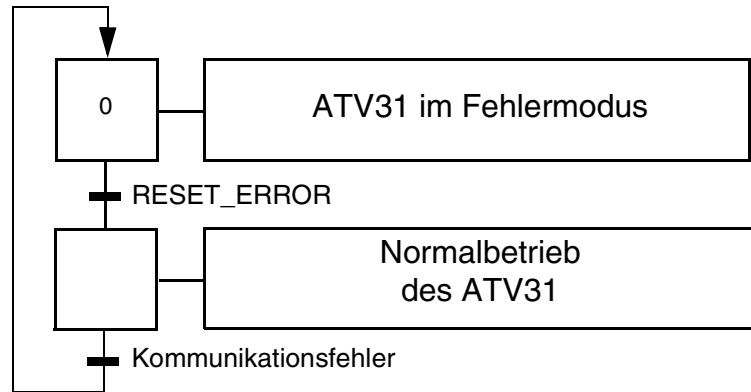 0
ATV31 im Fehlermodus
RESET_ERROR
Normalbetrieb
des ATV31
Kommunikationsfehler